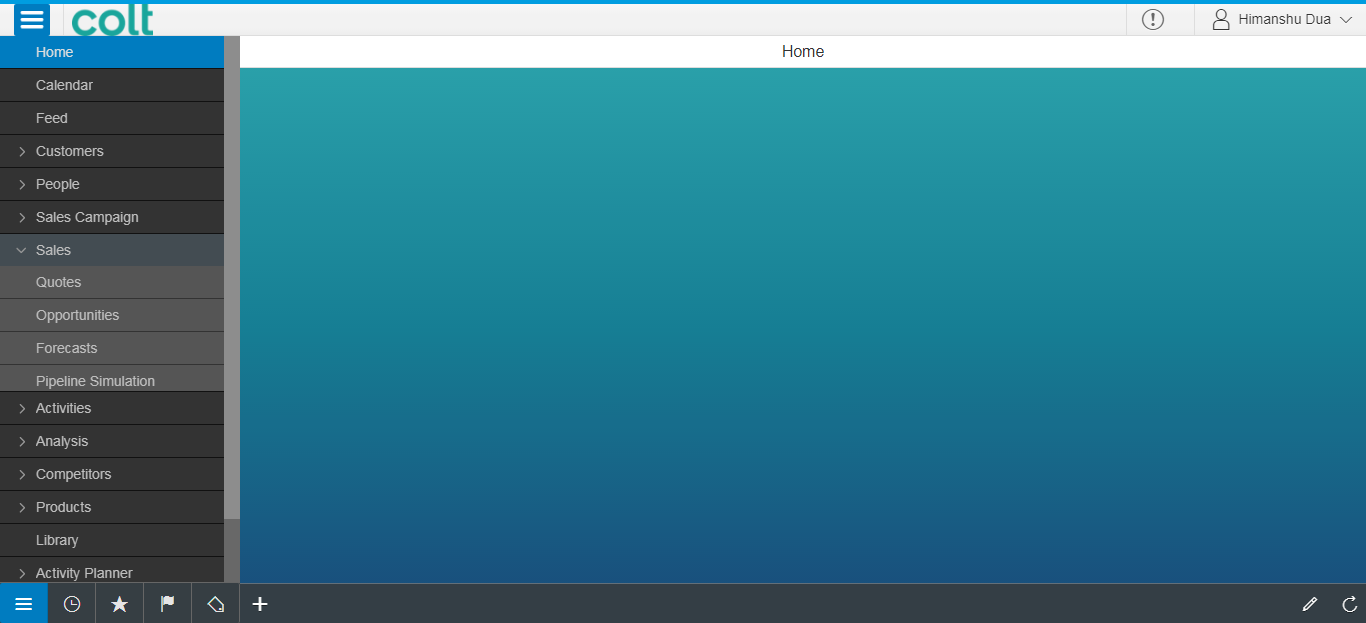 colt
Himanshu Dua
Home
Home
Calendar
Feed
Customers
People
Sales Campaign
Sales
Quotes
Opportunities
Forecasts
Pipeline Simulation
Activities
Analysis
Competitors
Products
Library
Activity Planner